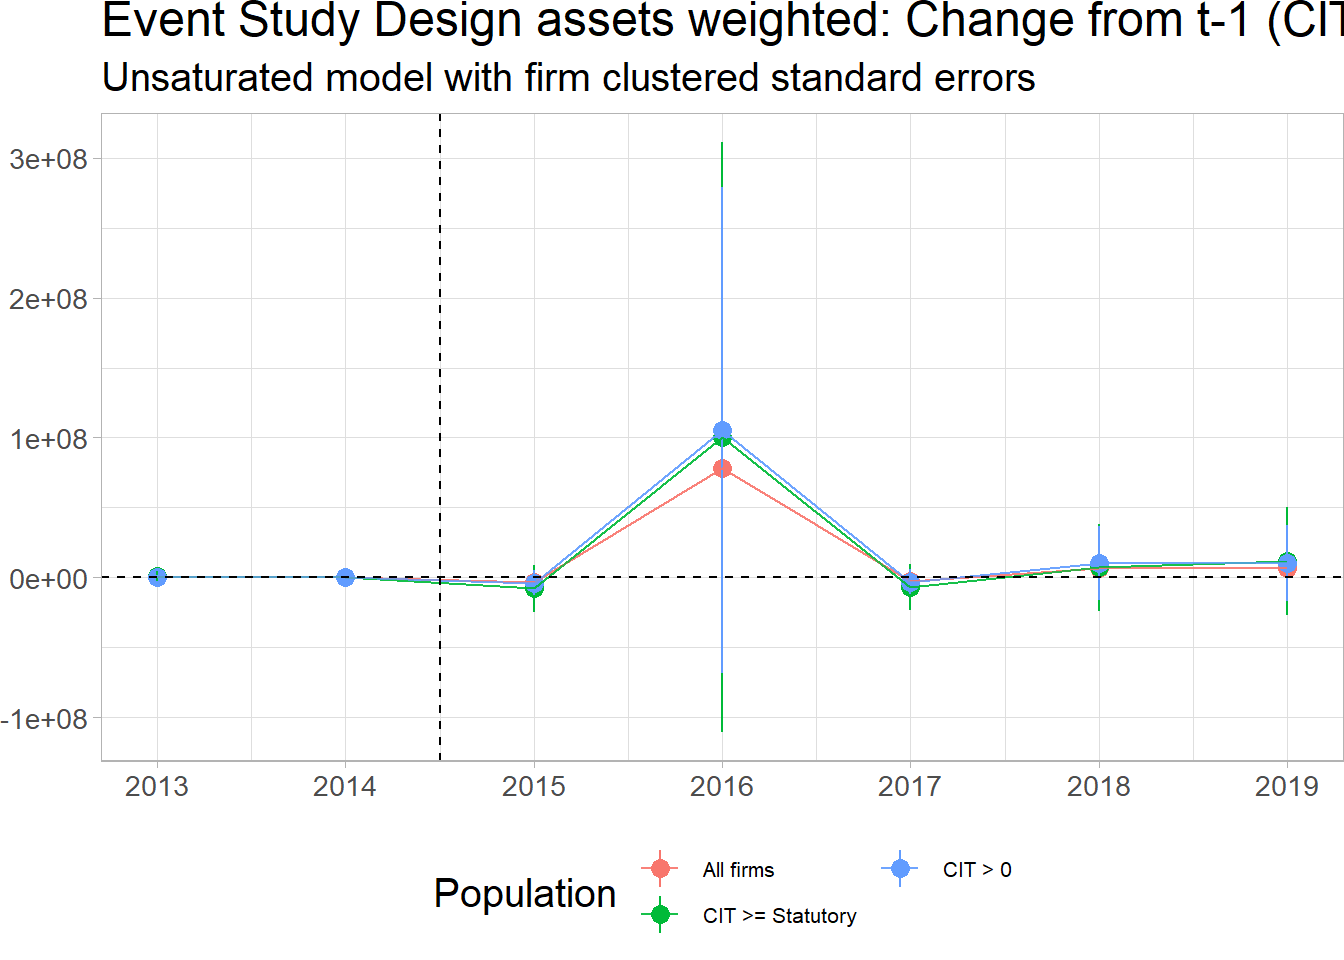 Event Study Design assets weighted: Change from t-1 (CIT
Unsaturated model with firm clustered standard errors
3e+08
2e+08
1e+08
0e+00
-1e+08
2013 2014 2015 2016 2017 2018 2019
Population
All firms
CIT >= Statutory
CIT > 0